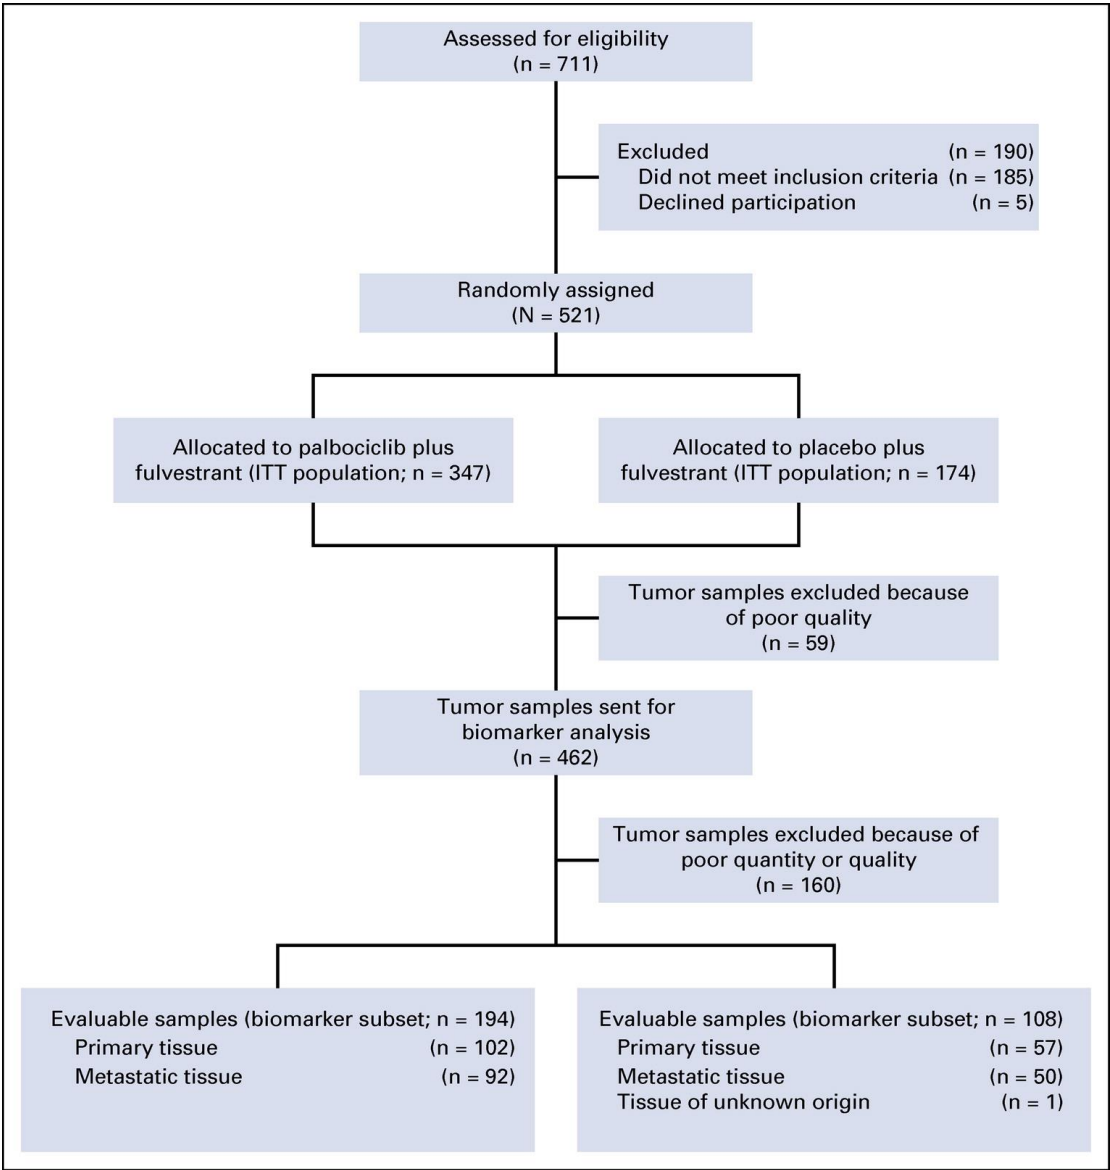 Assessed for eligibility
(n = 711)
Excluded (n = 190)
Did not meet inclusion criteria (n = 185)
Declined participation (n = 5)
Randomly assigned
(N = 521)
Allocated to palbociclib plus
fulvestrant (ITT population; n = 347)
Allocated to placebo plus
fulvestrant (ITT population; n = 174)
Tumor samples excluded because
of poor quality
(n = 59)
Tumor samples sent for
biomarker analysis
(n = 462)
Tumor samples excluded because of
poor quantity or quality
(n = 160)
Evaluable samples (biomarker subset; n = 194)
Primary tissue (n = 102)
Metastatic tissue (n = 92)
Evaluable samples (biomarker subset; n = 108)
Primary tissue (n = 57)
Metastatic tissue (n = 50)
Tissue of unknown origin (n = 1)